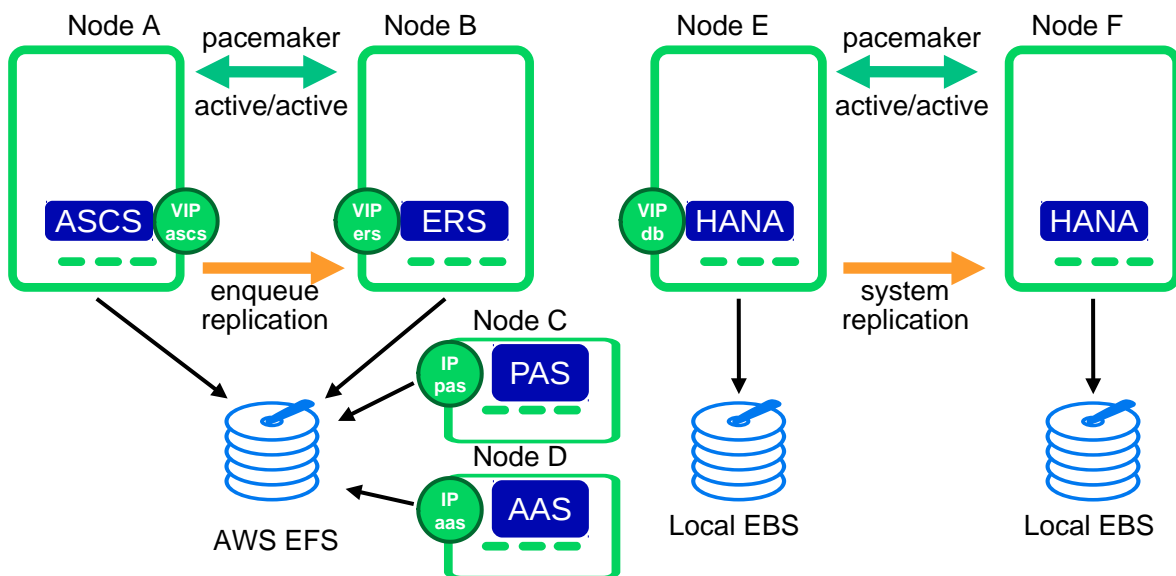 Node A
pacemaker
Node B
active/active
ASCS
VIP
ascs
VIP
ers
ERS
enqueue
replication
Node C
IP
pas
PAS
Node D
IP
aas
AAS
AWS EFS
Node E
pacemaker
Node F
active/active
VIP
db
HANA
HANA
system
replication
Local EBS
Local EBS